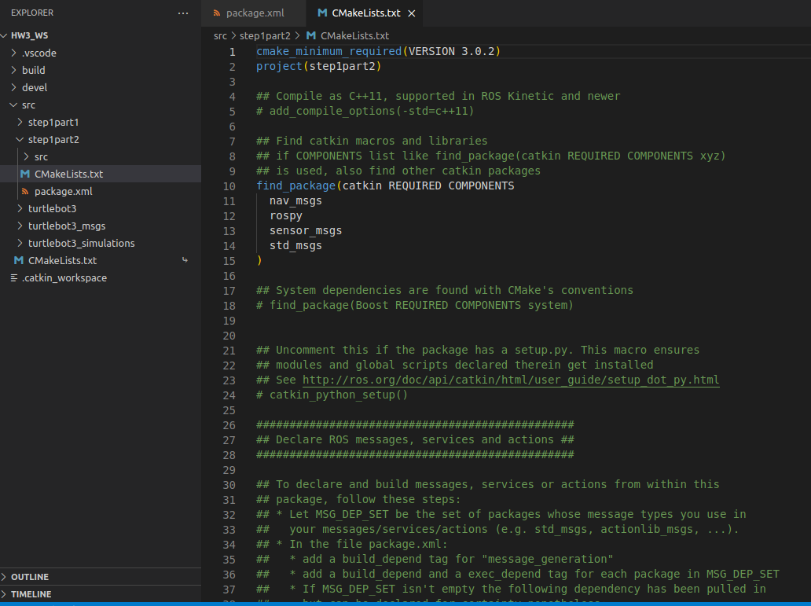 EXPLORER
...
package.xml
CMakeLists.txt
HW3_WS
src > step1part2 > CMakeLists.txt
.vscode
build
devel
src
step1part1
step1part2
src
CMakeLists.txt
package.xml
turtlebot3
turtlebot3_msgs
turtlebot3_simulations
CMakeLists.txt
.catkin_workspace
OUTLINE
TIMELINE
1 cmake_minimum_required(VERSION 3.0.2)
2 project(step1part2)
3
4 ## Compile as C++11, supported in ROS Kinetic and newer
5 # add_compile_options(-std=c++11)
6
7 ## Find catkin macros and libraries
8 ## if COMPONENTS list like find_package(catkin REQUIRED COMPONENTS xyz)
9 ## is used, also find other catkin packages
10 find_package(catkin REQUIRED COMPONENTS
11 nav_msgs
12 rospy
13 sensor_msgs
14 std_msgs
15 )
16
17 ## System dependencies are found with CMake's conventions
18 # find_package(Boost REQUIRED COMPONENTS system)
19
20
21 ## Uncomment this if the package has a setup.py. This macro ensures
22 ## modules and global scripts declared therein get installed
23 ## See http://ros.org/doc/api/catkin/html/user_guide/setup_dot_py.html
24 # catkin_python_setup()
25
26 ################################################
27 ## Declare ROS messages, services and actions ##
28 ################################################
29
30 ## To declare and build messages, services or actions from within this
31 ## package, follow these steps:
32 ## * Let MSG_DEP_SET be the set of packages whose message types you use in
33 ##   your messages/services/actions (e.g. std_msgs, actionlib_msgs, ...).
34 ## * In the file package.xml:
35 ##   * add a build_depend tag for "message_generation"
36 ##   * add a build_depend and a exec_depend tag for each package in MSG_DEP_SET
37 ##   * If MSG_DEP_SET isn't empty the following dependency has been pulled in